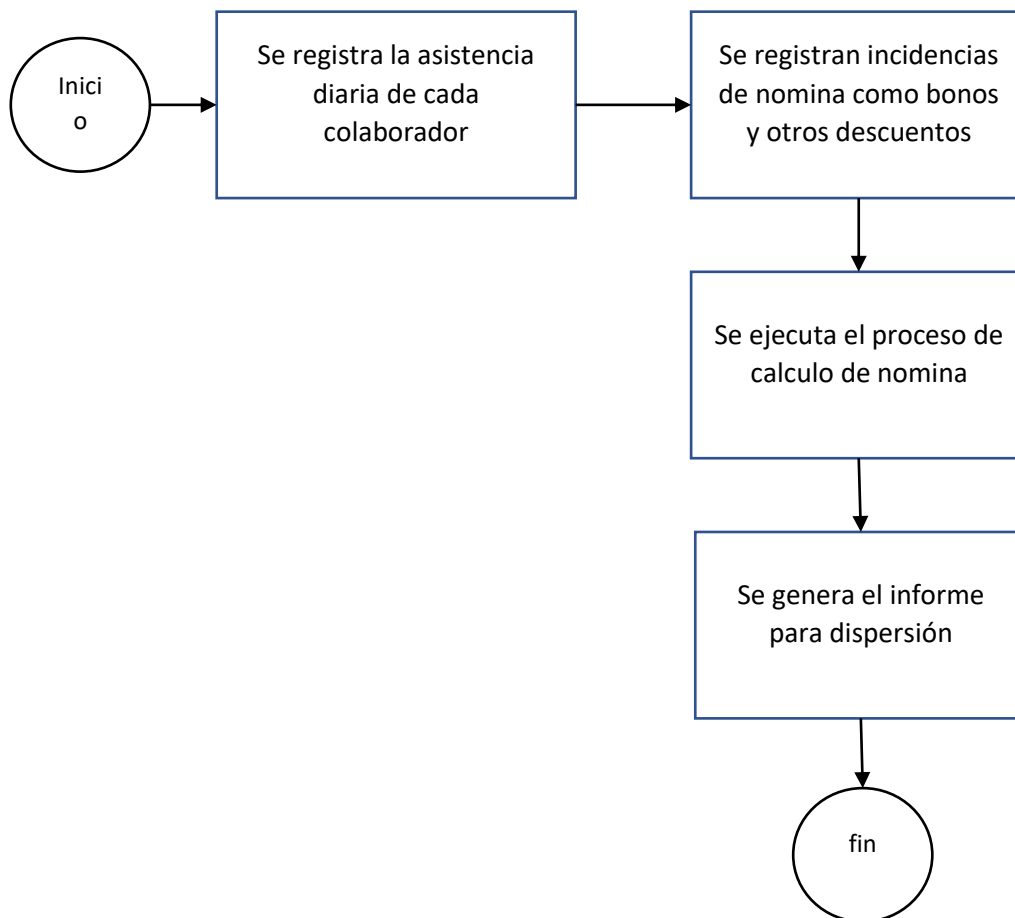 Inici
o
Se registra la asistencia
diaria de cada
colaborador
Se registran incidencias
de nomina como bonos
y otros descuentos
Se ejecuta el proceso de
calculo de nomina
Se genera el informe
para dispersión
fin